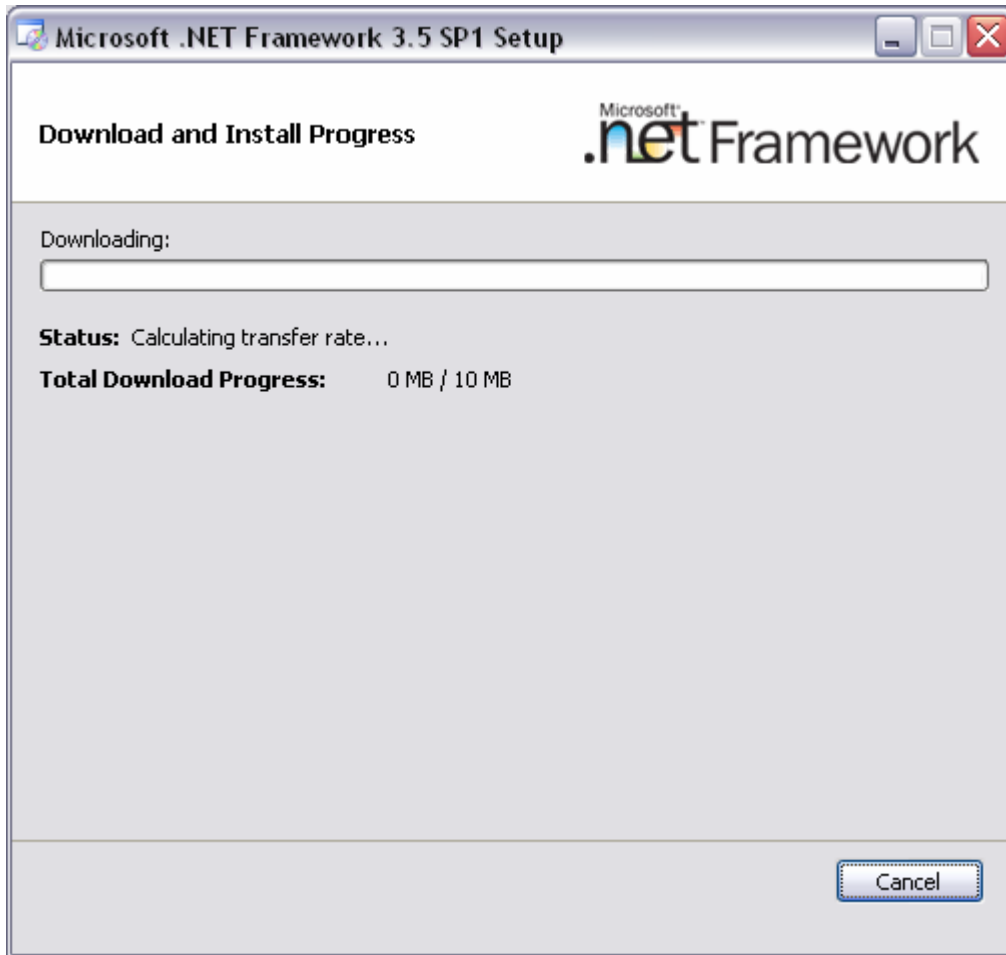 Microsoft .NET Framework 3.5 SP1 Setup
Download and Install Progress
Microsoft
.net Framework
Downloading:
Status: Calculating transfer rate...
Total Download Progress: 0 MB / 10 MB
Cancel